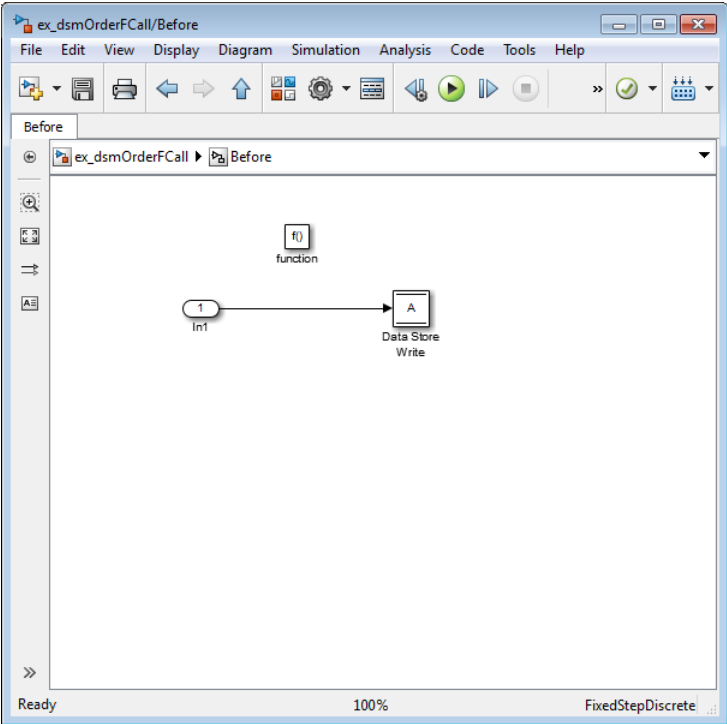 ex_dsmOrderFCall/Before
File Edit View Display Diagram Simulation Analysis Code Tools Help
»
Before
ex_dsmOrderFCall Before
f()
function
1
In1
A
Data Store
Write
Ready 100% FixedStepDiscrete